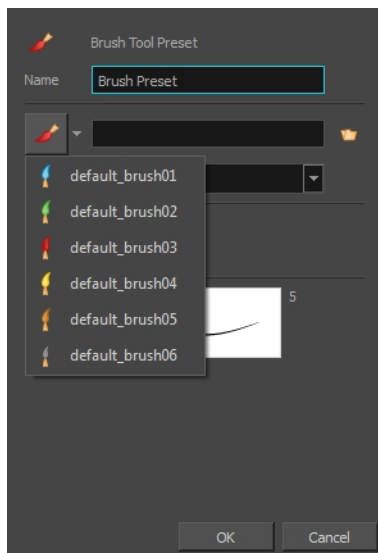 Brush Tool Preset
Name Brush Preset
default_brush01
default_brush02
default_brush03
default_brush04
default_brush05
5
default_brush06
OK Cancel